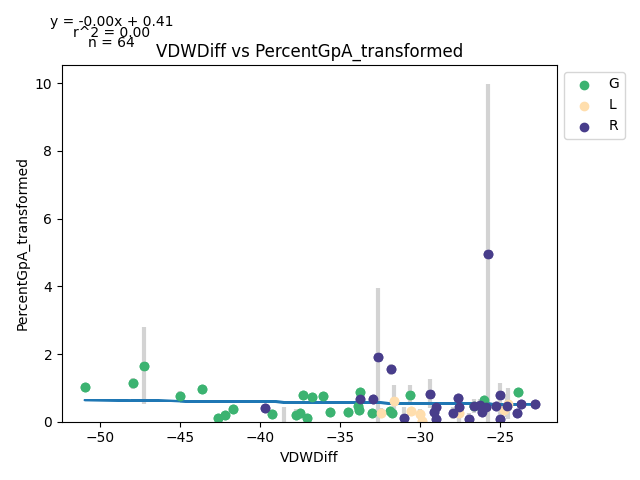 y = -0.00x + 0.41
r^2 = 0.00
n = 64
VDWDiff vs PercentGpA_transformed
10
8
6
4
2
0
PercentGpA_transformed
−50
−45
−40
−35
−30
−25
VDWDiff
G
L
R